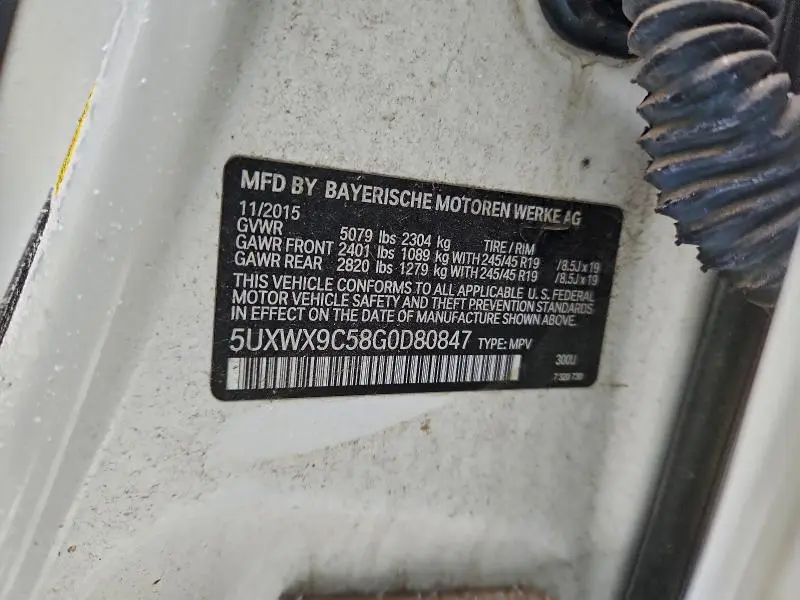 MFD BY BAYERISCHE MOTOREN WERKE AG
11/2015
GVWR 5079 lbs 2304 kg TIRE / RIM
GAWR FRONT 2401 lbs 1089 kg WITH 245/45 R19 /8.5J x 19
GAWR REAR 2820 lbs 1279 kg WITH 245/45 R19 /8.5J x 19
THIS VEHICLE CONFORMS TO ALL APPLICABLE U.S. FEDERAL
MOTOR VEHICLE SAFETY AND THEFT PREVENTION STANDARDS
IN EFFECT ON THE DATE OF MANUFACTURE SHOWN ABOVE.
5UXWX9C58G0D80847 TYPE: MPV
300U